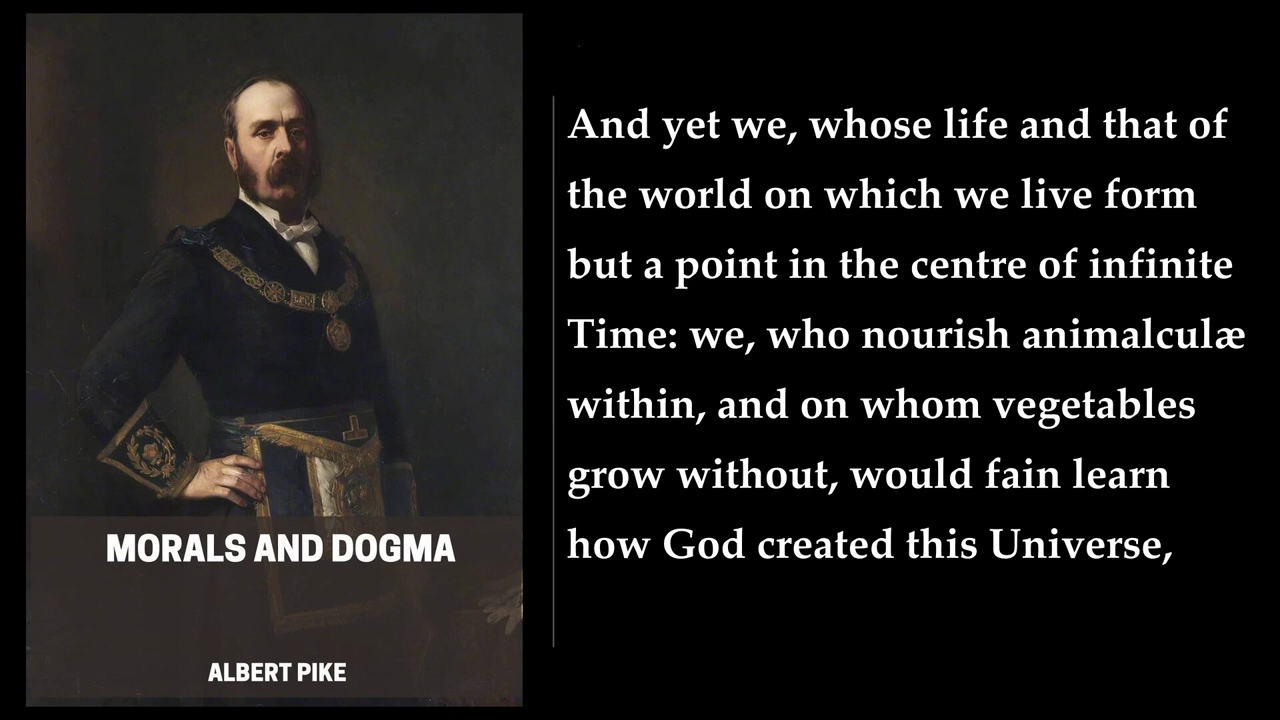 MORALS AND DOGMA
ALBERT PIKE
And yet we, whose life and that of
the world on which we live form
but a point in the centre of infinite
Time: we, who nourish animalculæ
within, and on whom vegetables
grow without, would fain learn
how God created this Universe,